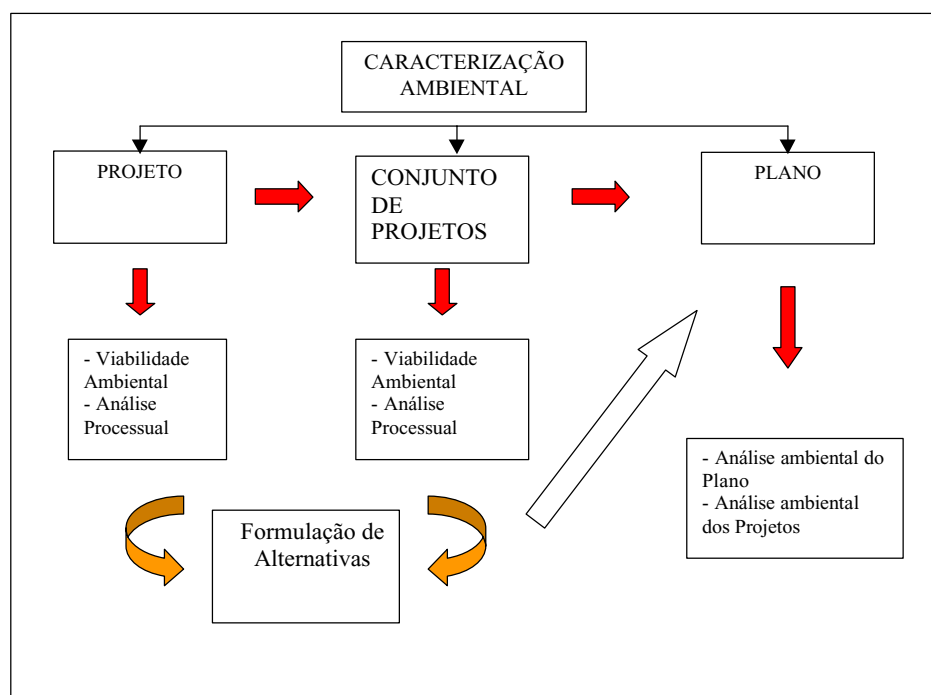 CARACTERIZAÇÃO
AMBIENTAL
PROJETO
CONJUNTO
DE
PROJETOS
PLANO
- Viabilidade
Ambiental
- Análise
Processual
- Viabilidade
Ambiental
- Análise
Processual
- Análise ambiental do
Plano
- Análise ambiental
dos Projetos
Formulação de
Alternativas